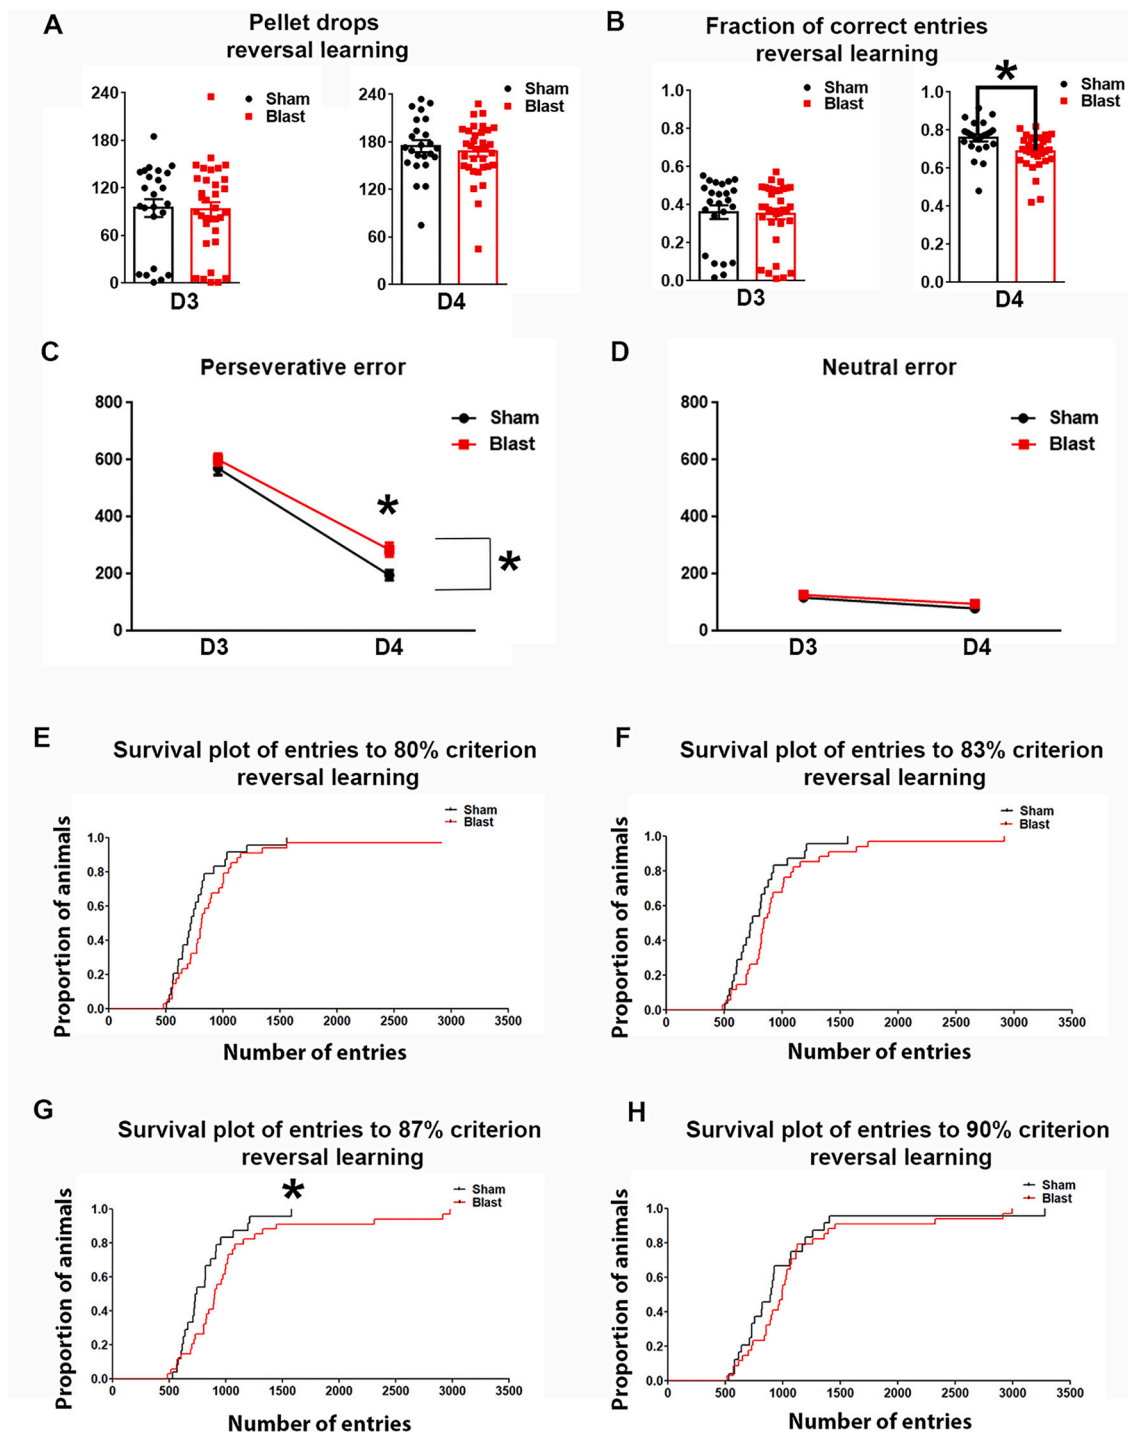 A
Pellet drops
reversal learning
240
180
120
60
0
Sham
Blast
D3
240
180
120
60
0
Sham
Blast
D4
B
Fraction of correct entries
reversal learning
1.0
0.8
0.6
0.4
0.2
0.0
Sham
Blast
D3
*
1.0
0.8
0.6
0.4
0.2
0.0
Sham
Blast
D4
C
Perseverative error
800
600
400
200
0
Sham
Blast
*
*
D3
D4
D
Neutral error
800
600
400
200
0
Sham
Blast
D3
D4
E
Survival plot of entries to 80% criterion
reversal learning
Sham
Blast
Proportion of animals
1.0
0.8
0.6
0.4
0.2
0.0
0 500 1000 1500 2000 2500 3000 3500
Number of entries
F
Survival plot of entries to 83% criterion
reversal learning
Sham
Blast
Proportion of animals
1.0
0.8
0.6
0.4
0.2
0.0
0 500 1000 1500 2000 2500 3000 3500
Number of entries
G
Survival plot of entries to 87% criterion
reversal learning
*
Sham
Blast
Proportion of animals
1.0
0.8
0.6
0.4
0.2
0.0
0 500 1000 1500 2000 2500 3000 3500
Number of entries
H
Survival plot of entries to 90% criterion
reversal learning
Sham
Blast
Proportion of animals
1.0
0.8
0.6
0.4
0.2
0.0
0 500 1000 1500 2000 2500 3000 3500
Number of entries